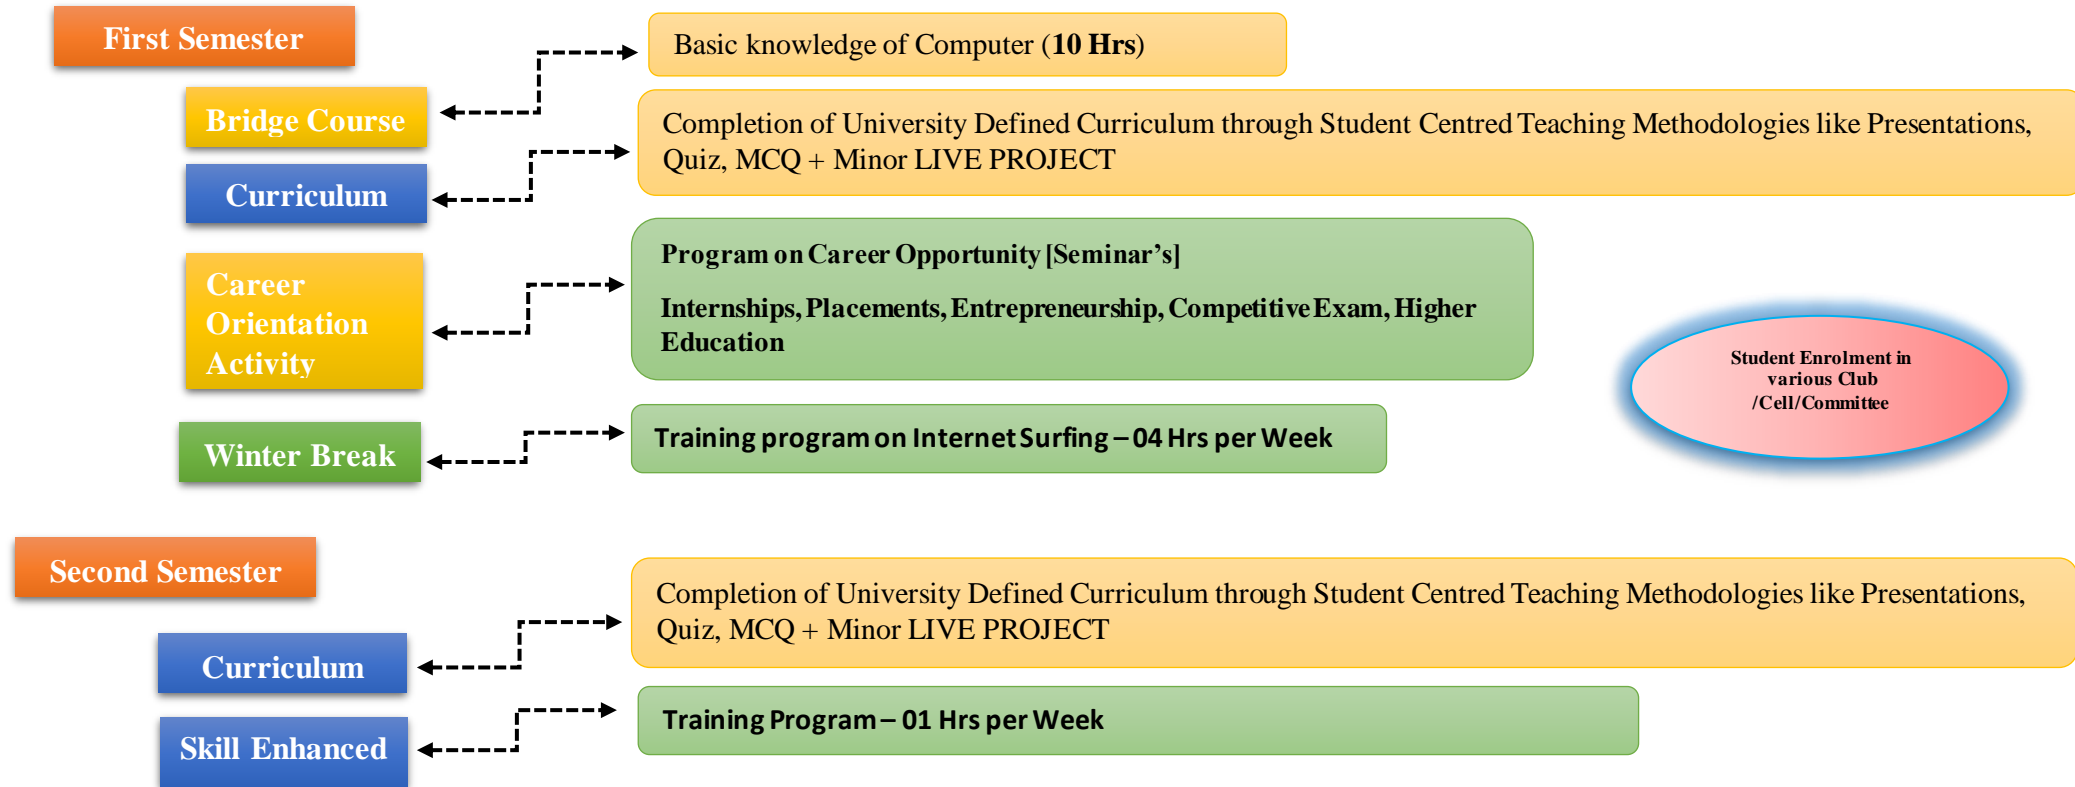 First Semester
Basic knowledge of Computer (10 Hrs)
Bridge Course
Completion of University Defined Curriculum through Student Centred Teaching Methodologies like Presentations,
Quiz, MCQ + Minor LIVE PROJECT
Curriculum
Career
Orientation
Activity
Program on Career Opportunity [Seminar’s]
Internships, Placements, Entrepreneurship, Competitive Exam, Higher
Education
Student Enrolment in
various Club
/Cell/Committee
Winter Break
Training program on Internet Surfing – 04 Hrs per Week
Second Semester
Completion of University Defined Curriculum through Student Centred Teaching Methodologies like Presentations,
Quiz, MCQ + Minor LIVE PROJECT
Curriculum
Skill Enhanced
Training Program – 01 Hrs per Week